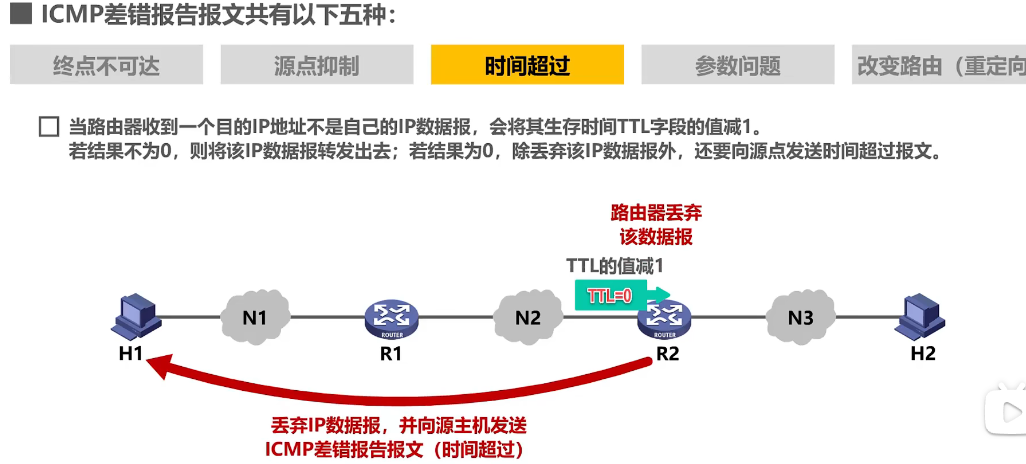 ICMP差错报告报文共有以下五种：
终点不可达
源点抑制
时间超过
参数问题
改变路由（重定向
当路由器收到一个目的IP地址不是自己的IP数据报，会将其生存时间TTL字段的值减1。
若结果不为0，则将该IP数据报转发出去；若结果为0，除丢弃该IP数据报外，还要向源点发送时间超过报文。
路由器丢弃
该数据报
TTL的值减1
TTL=0
N1
N2
N3
ROUTER
ROUTER
H1
R1
R2
H2
丢弃IP数据报，并向源主机发送
ICMP差错报告报文（时间超过）